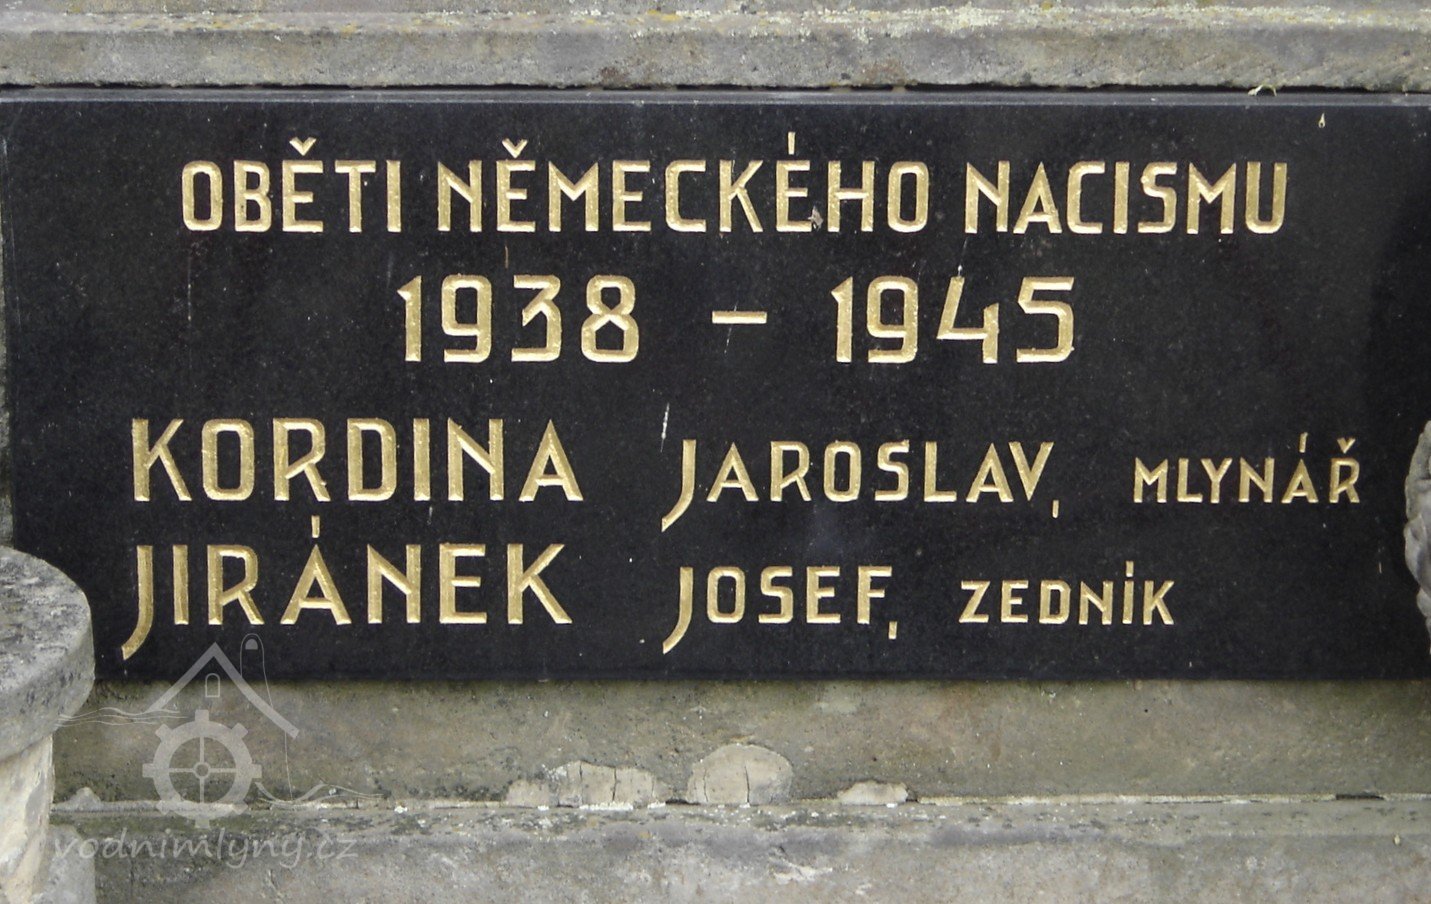 OBĚTI NĚMECKÉHO NACISMU
1938 – 1945
KORDINA JAROSLAV, MLYNÁŘ
JIRÁNEK JOSEF, ZEDNÍK
vodnimlyny.cz